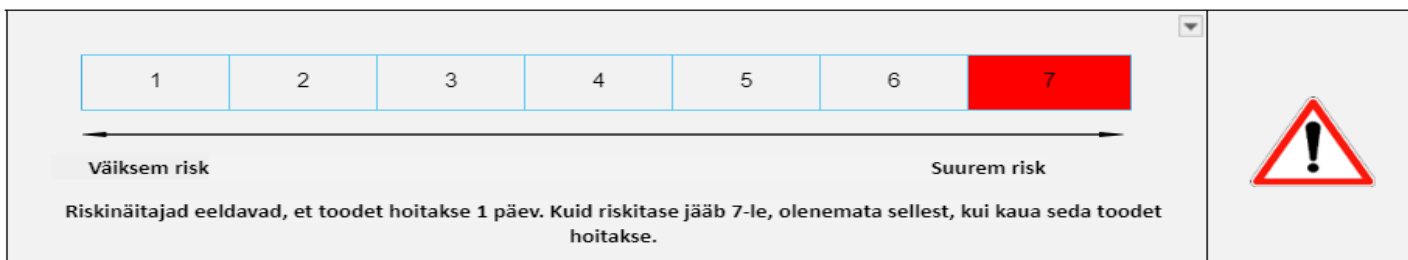 1 2 3 4 5 6 7
Väiksem risk Suurem risk
Riskinäitajad eeldavad, et toodet hoitakse 1 päev. Kuid riskitase jääb 7-le, olenemata sellest, kui kaua seda toodet
hoitakse.